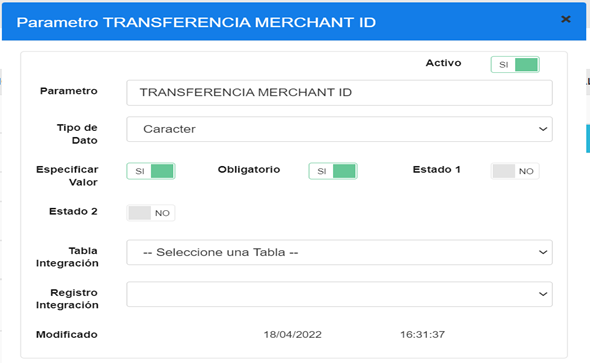 Parametro TRANSFERENCIA MERCHANT ID ×
Activo SI
Parametro TRANSFERENCIA MERCHANT ID
Tipo de
Dato
Caracter
Especificar
Valor
SI
Obligatorio SI
Estado 1 NO
Estado 2 NO
Tabla
Integración
-- Seleccione una Tabla --
Registro
Integración
Modificado 18/04/2022 16:31:37